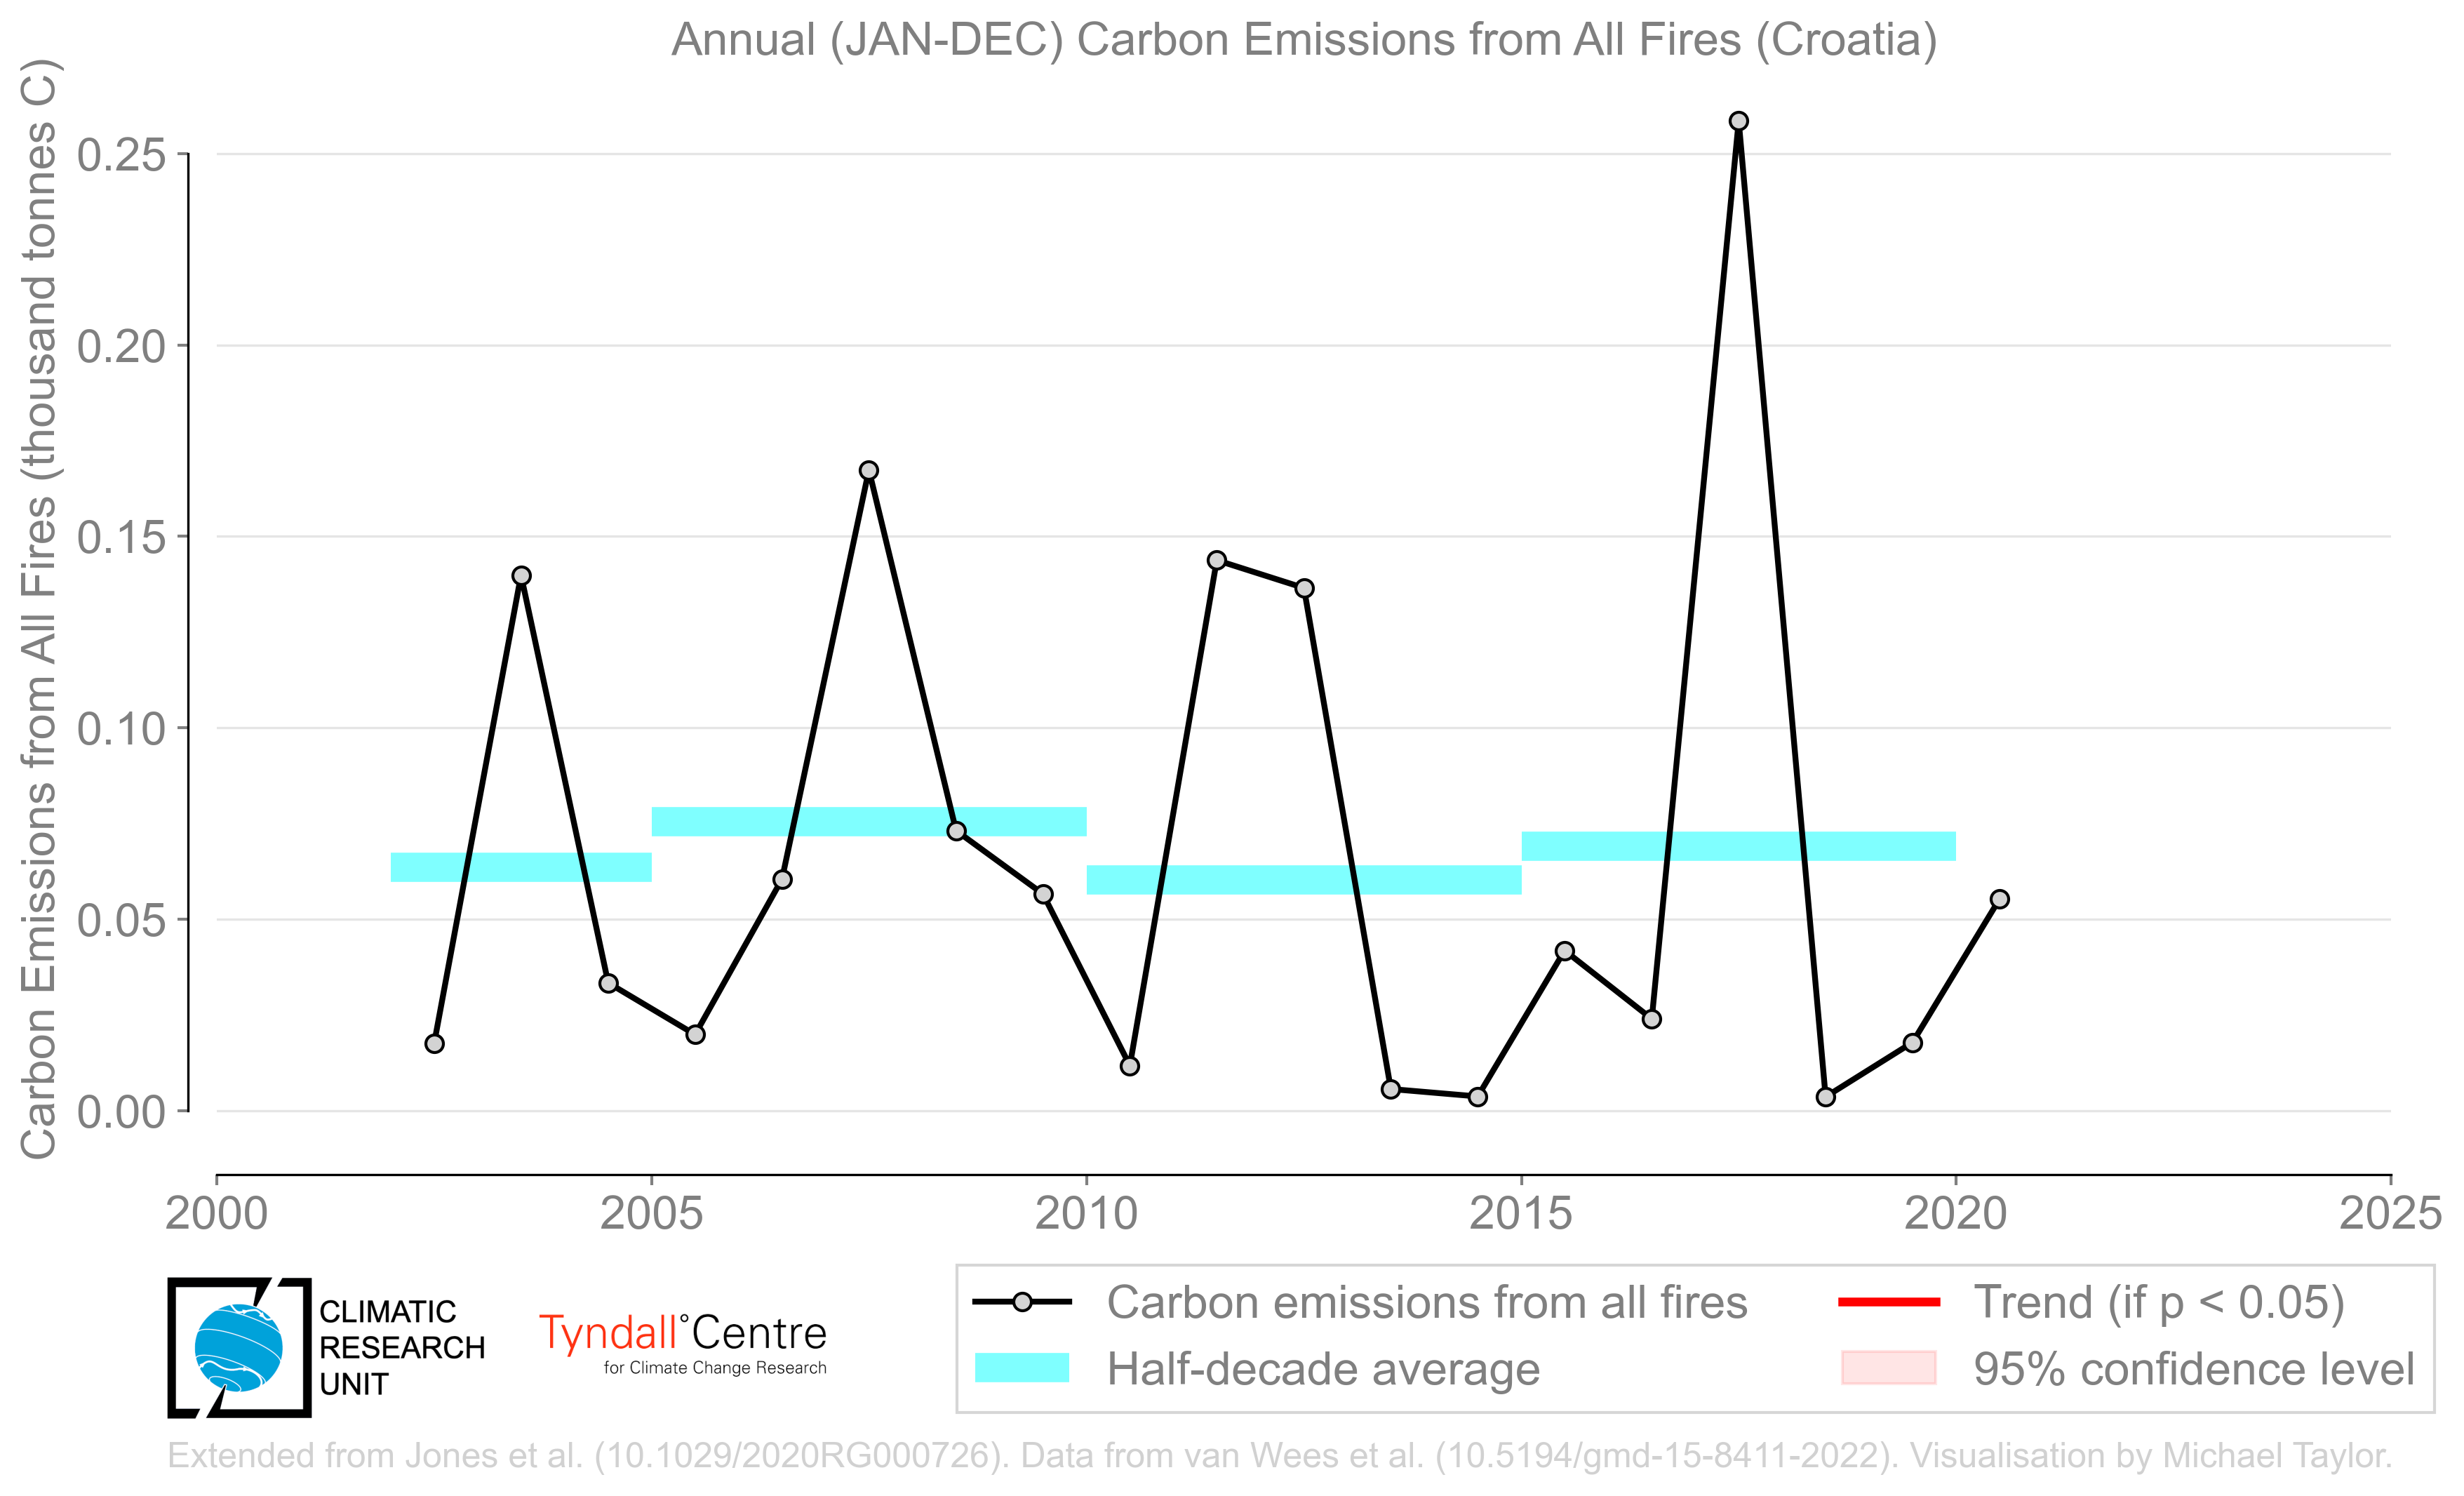 Annual (JAN-DEC) Carbon Emissions from All Fires (Croatia)
Carbon Emissions from All Fires (thousand tonnes C)
0.25
0.20
0.15
0.10
0.05
0.00
2000 2005 2010 2015 2020 2025
CLIMATIC
RESEARCH
UNIT
Tyndall°Centre
for Climate Change Research
Carbon emissions from all fires
Half-decade average
Trend (if p < 0.05)
95% confidence level
Extended from Jones et al. (10.1029/2020RG000726). Data from van Wees et al. (10.5194/gmd-15-8411-2022). Visualisation by Michael Taylor.